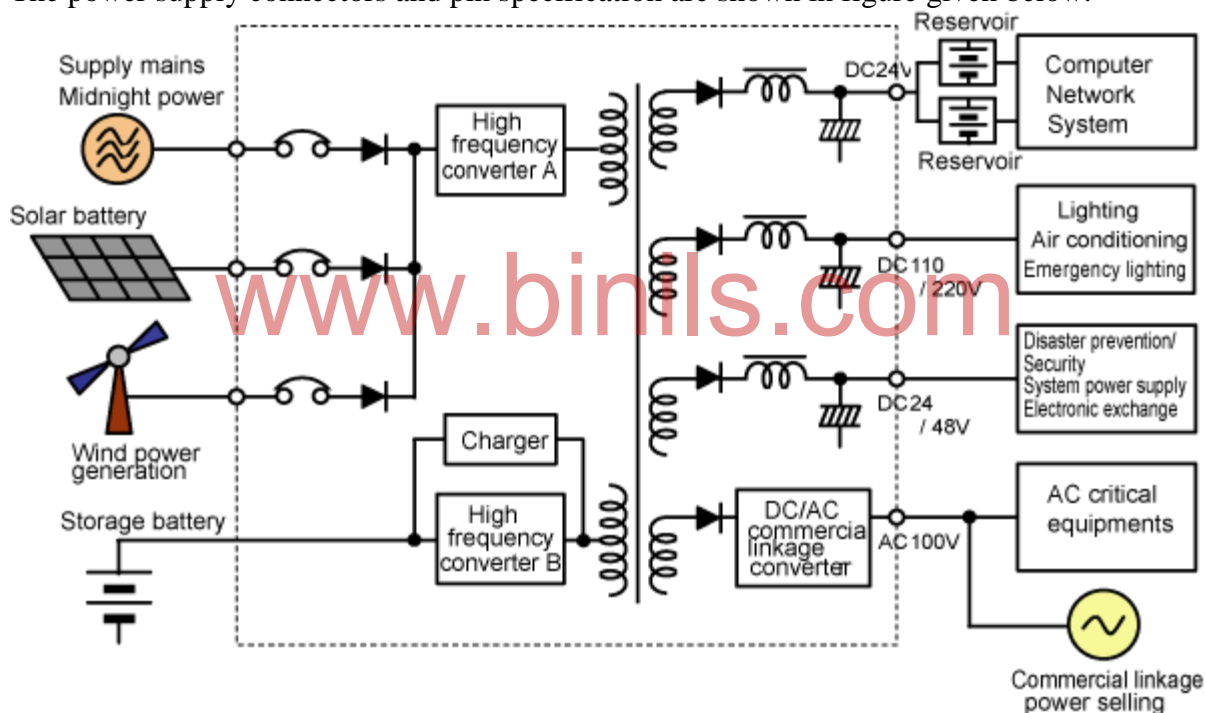 The power supply connectors and pin specification are shown in figure given below.
Supply mains
Midnight power
Solar battery
Wind power
generation
Storage battery
High
frequency
converter A
Charger
High
frequency
converter B
DC/AC
commercia
linkage
converter
DC24V
DC110
/ 220V
DC24
/ 48V
AC100V
Reservoir
Reservoir
Computer
Network
System
Lighting
Air conditioning
Emergency lighting
Disaster prevention/
Security
System power supply
Electronic exchange
AC critical
equipments
Commercial linkage
power selling
www.binils.com